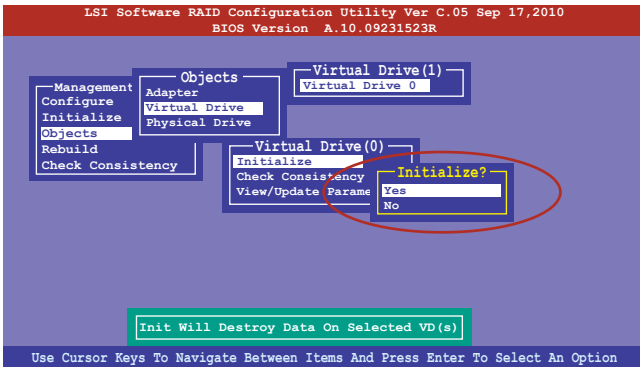 LSI Software RAID Configuration Utility Ver C.05 Sep 17,2010
BIOS Version A.10.09231523R
Management
Configure
Initialize
Objects
Rebuild
Check Consistency
Objects
Adapter
Virtual Drive
Physical Drive
Virtual Drive(1)
Virtual Drive 0
Virtual Drive(0)
Initialize
Check Consistency
View/Update Parame
Initialize?
Yes
No
Init Will Destroy Data On Selected VD(s)
Use Cursor Keys To Navigate Between Items And Press Enter To Select An Option